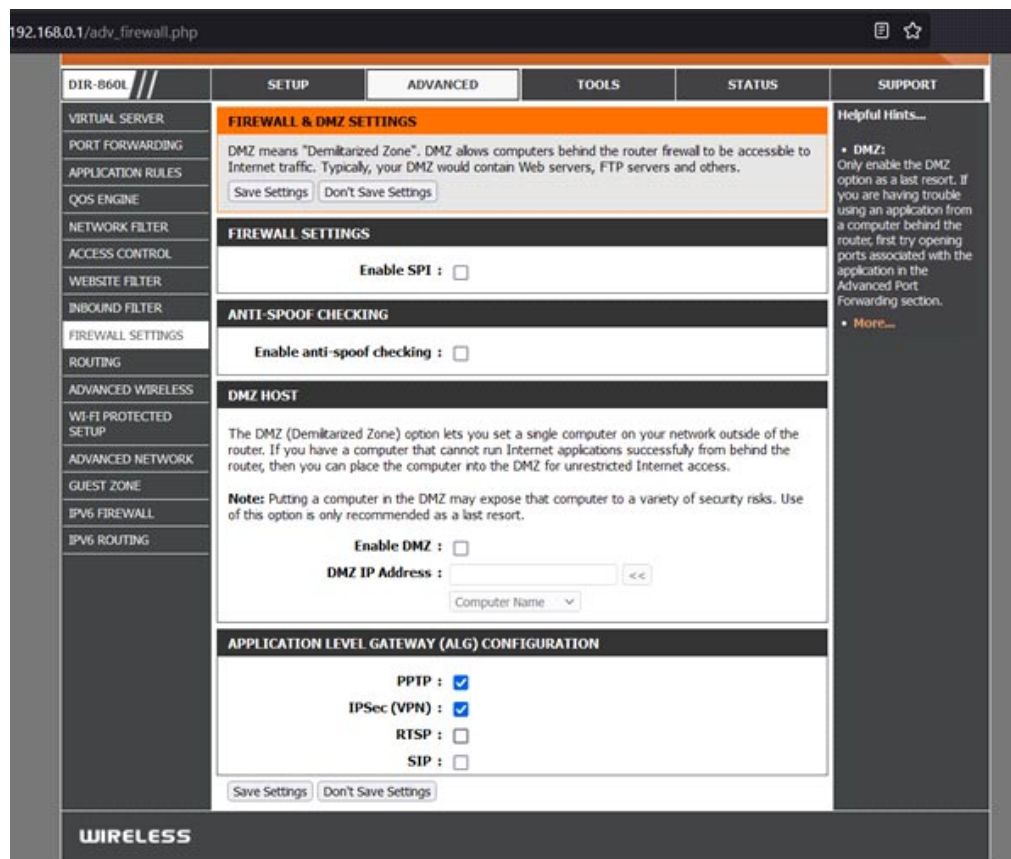 192.168.0.1/adv_firewall.php
DIR-860L
SETUP
ADVANCED
TOOLS
STATUS
SUPPORT
VIRTUAL SERVER
PORT FORWARDING
APPLICATION RULES
QOS ENGINE
NETWORK FILTER
ACCESS CONTROL
WEBSITE FILTER
INBOUND FILTER
FIREWALL SETTINGS
ROUTING
ADVANCED WIRELESS
WI-FI PROTECTED
SETUP
ADVANCED NETWORK
GUEST ZONE
IPV6 FIREWALL
IPV6 ROUTING
FIREWALL & DMZ SETTINGS
DMZ means "Demilitarized Zone". DMZ allows computers behind the router firewall to be accessible to
Internet traffic. Typically, your DMZ would contain Web servers, FTP servers and others.
Save Settings Don't Save Settings
FIREWALL SETTINGS
Enable SPI :
ANTI-SPOOF CHECKING
Enable anti-spoof checking :
DMZ HOST
The DMZ (Demilitarized Zone) option lets you set a single computer on your network outside of the
router. If you have a computer that cannot run Internet applications successfully from behind the
router, then you can place the computer into the DMZ for unrestricted Internet access.
Note: Putting a computer in the DMZ may expose that computer to a variety of security risks. Use
of this option is only recommended as a last resort.
Enable DMZ :
DMZ IP Address :
<<
Computer Name
APPLICATION LEVEL GATEWAY (ALG) CONFIGURATION
PPTP :
IPSec (VPN) :
RTSP :
SIP :
Save Settings Don't Save Settings
Helpful Hints...
• DMZ:
Only enable the DMZ
option as a last resort. If
you are having trouble
using an application from
a computer behind the
router, first try opening
ports associated with the
application in the
Advanced Port
Forwarding section.
• More...
WIRELESS